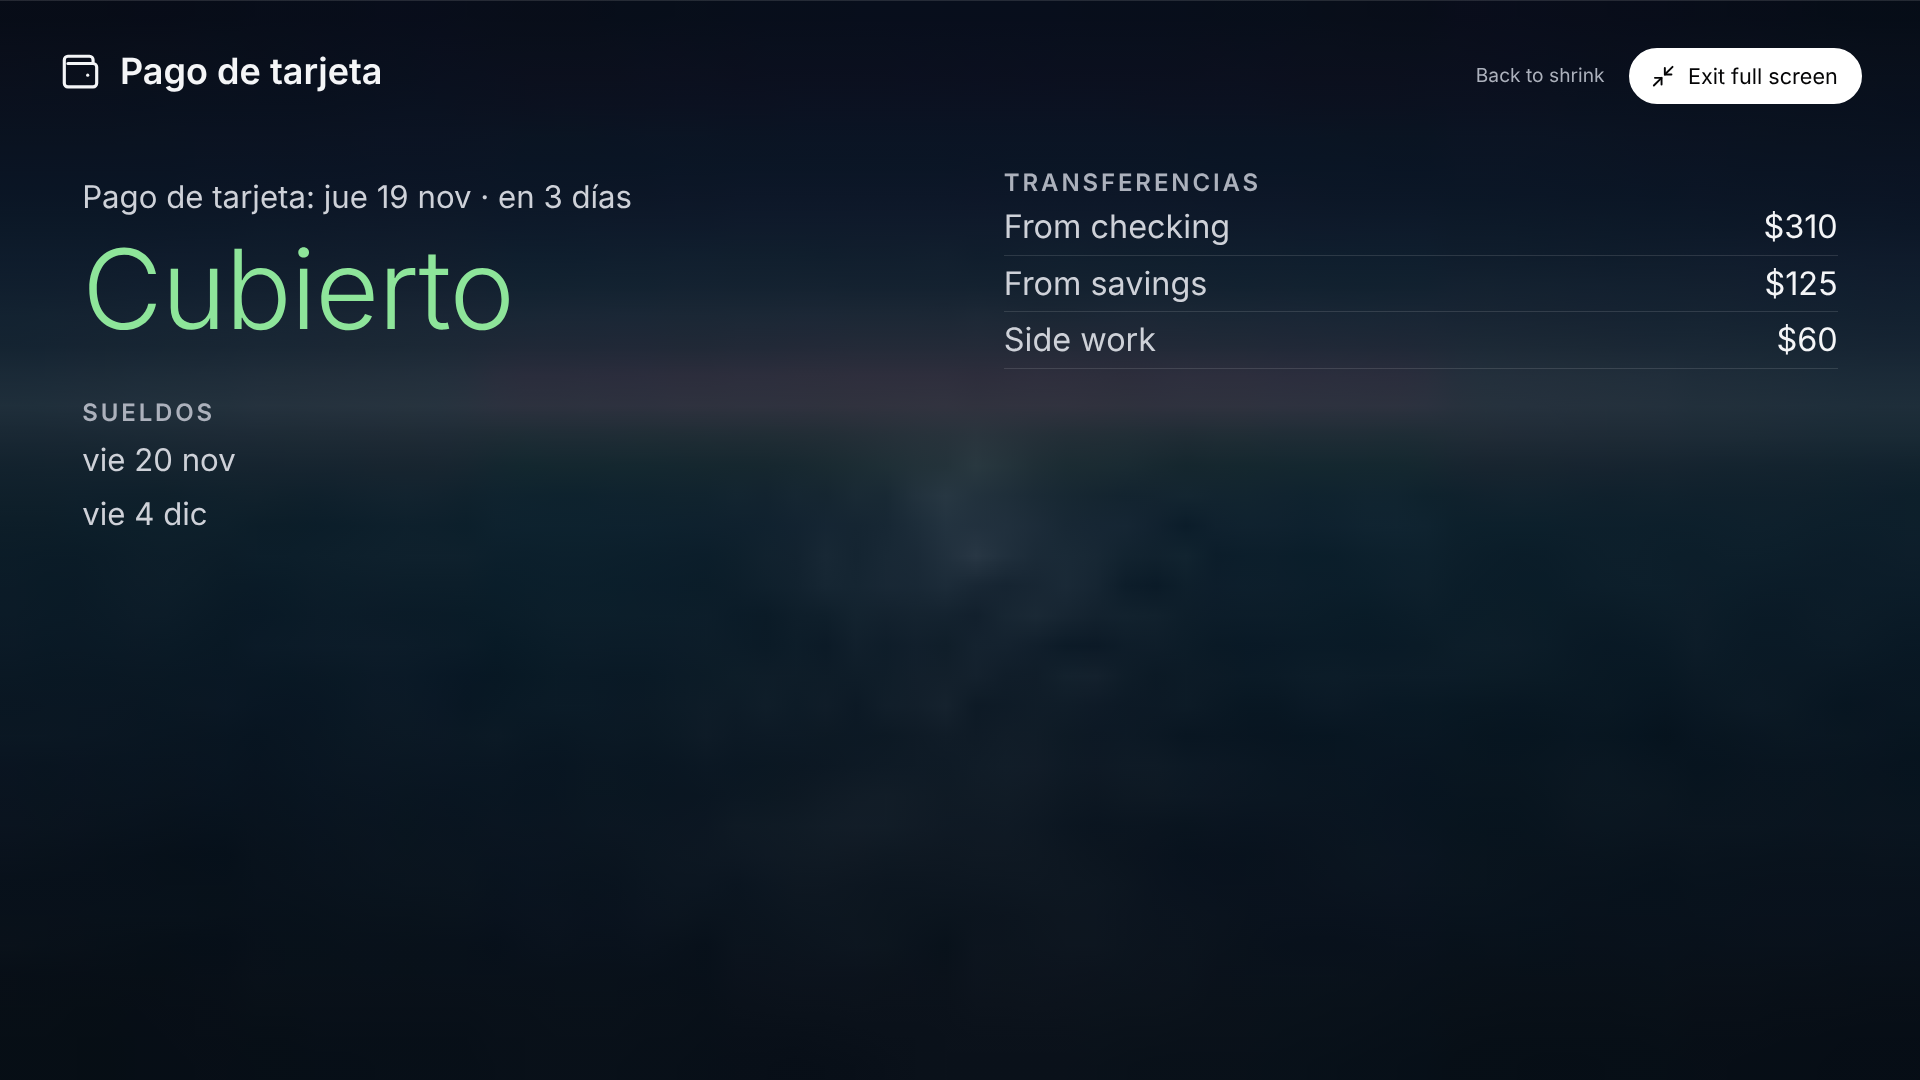 Pago de tarjeta
Back to shrink
Exit full screen
Pago de tarjeta: jue 19 nov · en 3 días
Cubierto
SUELDOS
vie 20 nov
vie 4 dic
TRANSFERENCIAS
From checking $310
From savings $125
Side work $60